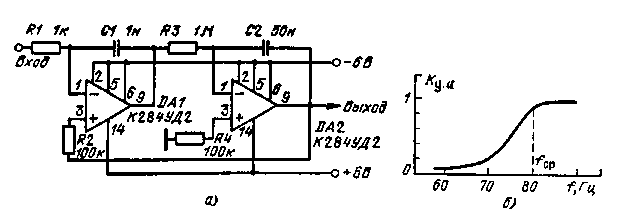 R1 1к C1 1н R3 1М C2 50н
Вход
2 5 6 9 2 5 6 9
-6В
1 3 14 DA1 К284УД2
1 3 14
Выход
DA2 К284УД2
R2 100к
R4 100к
+6В
а)
Kу.и
1
0
60 70 80 f,Гц
fср
б)